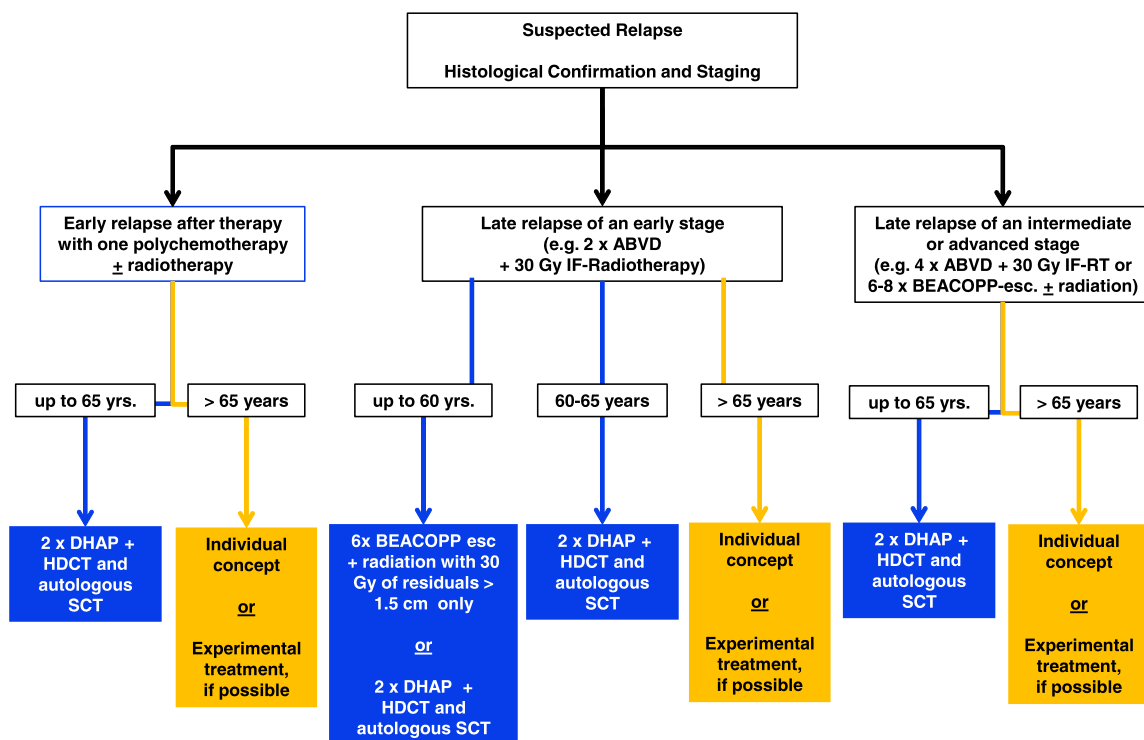 Suspected Relapse
Histological Confirmation and Staging
Early relapse after therapy
with one polychemotherapy
+ radiotherapy
Late relapse of an early stage
(e.g. 2 x ABVD
+ 30 Gy IF-Radiotherapy)
Late relapse of an intermediate
or advanced stage
(e.g. 4 x ABVD + 30 Gy IF-RT or
6-8 x BEACOPP-esc. + radiation)
up to 65 yrs.
> 65 years
up to 60 yrs.
60-65 years
> 65 years
up to 65 yrs.
> 65 years
2 x DHAP +
HDCT and
autologous
SCT
Individual
concept
or
Experimental
treatment,
if possible
6x BEACOPP esc
+ radiation with 30
Gy of residuals >
1.5 cm only
or
2 x DHAP +
HDCT and
autologous SCT
2 x DHAP +
HDCT and
autologous
SCT
Individual
concept
or
Experimental
treatment,
if possible
2 x DHAP +
HDCT and
autologous
SCT
Individual
concept
or
Experimental
treatment,
if possible